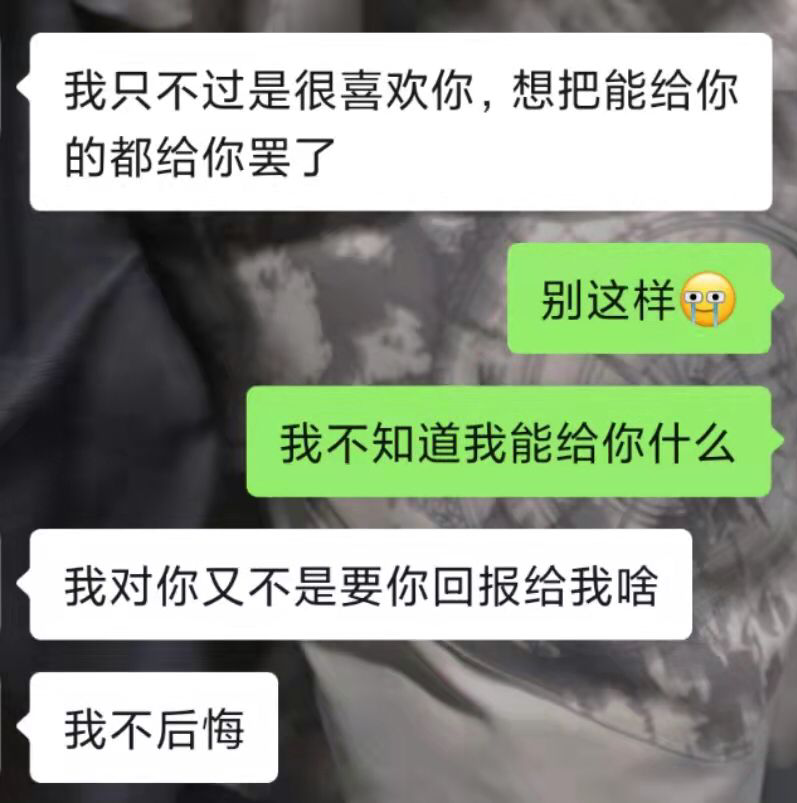 我只不过是很喜欢你，想把能给你
的都给你罢了
别这样😭
我不知道我能给你什么
我对你又不是要你回报给我啥
我不后悔